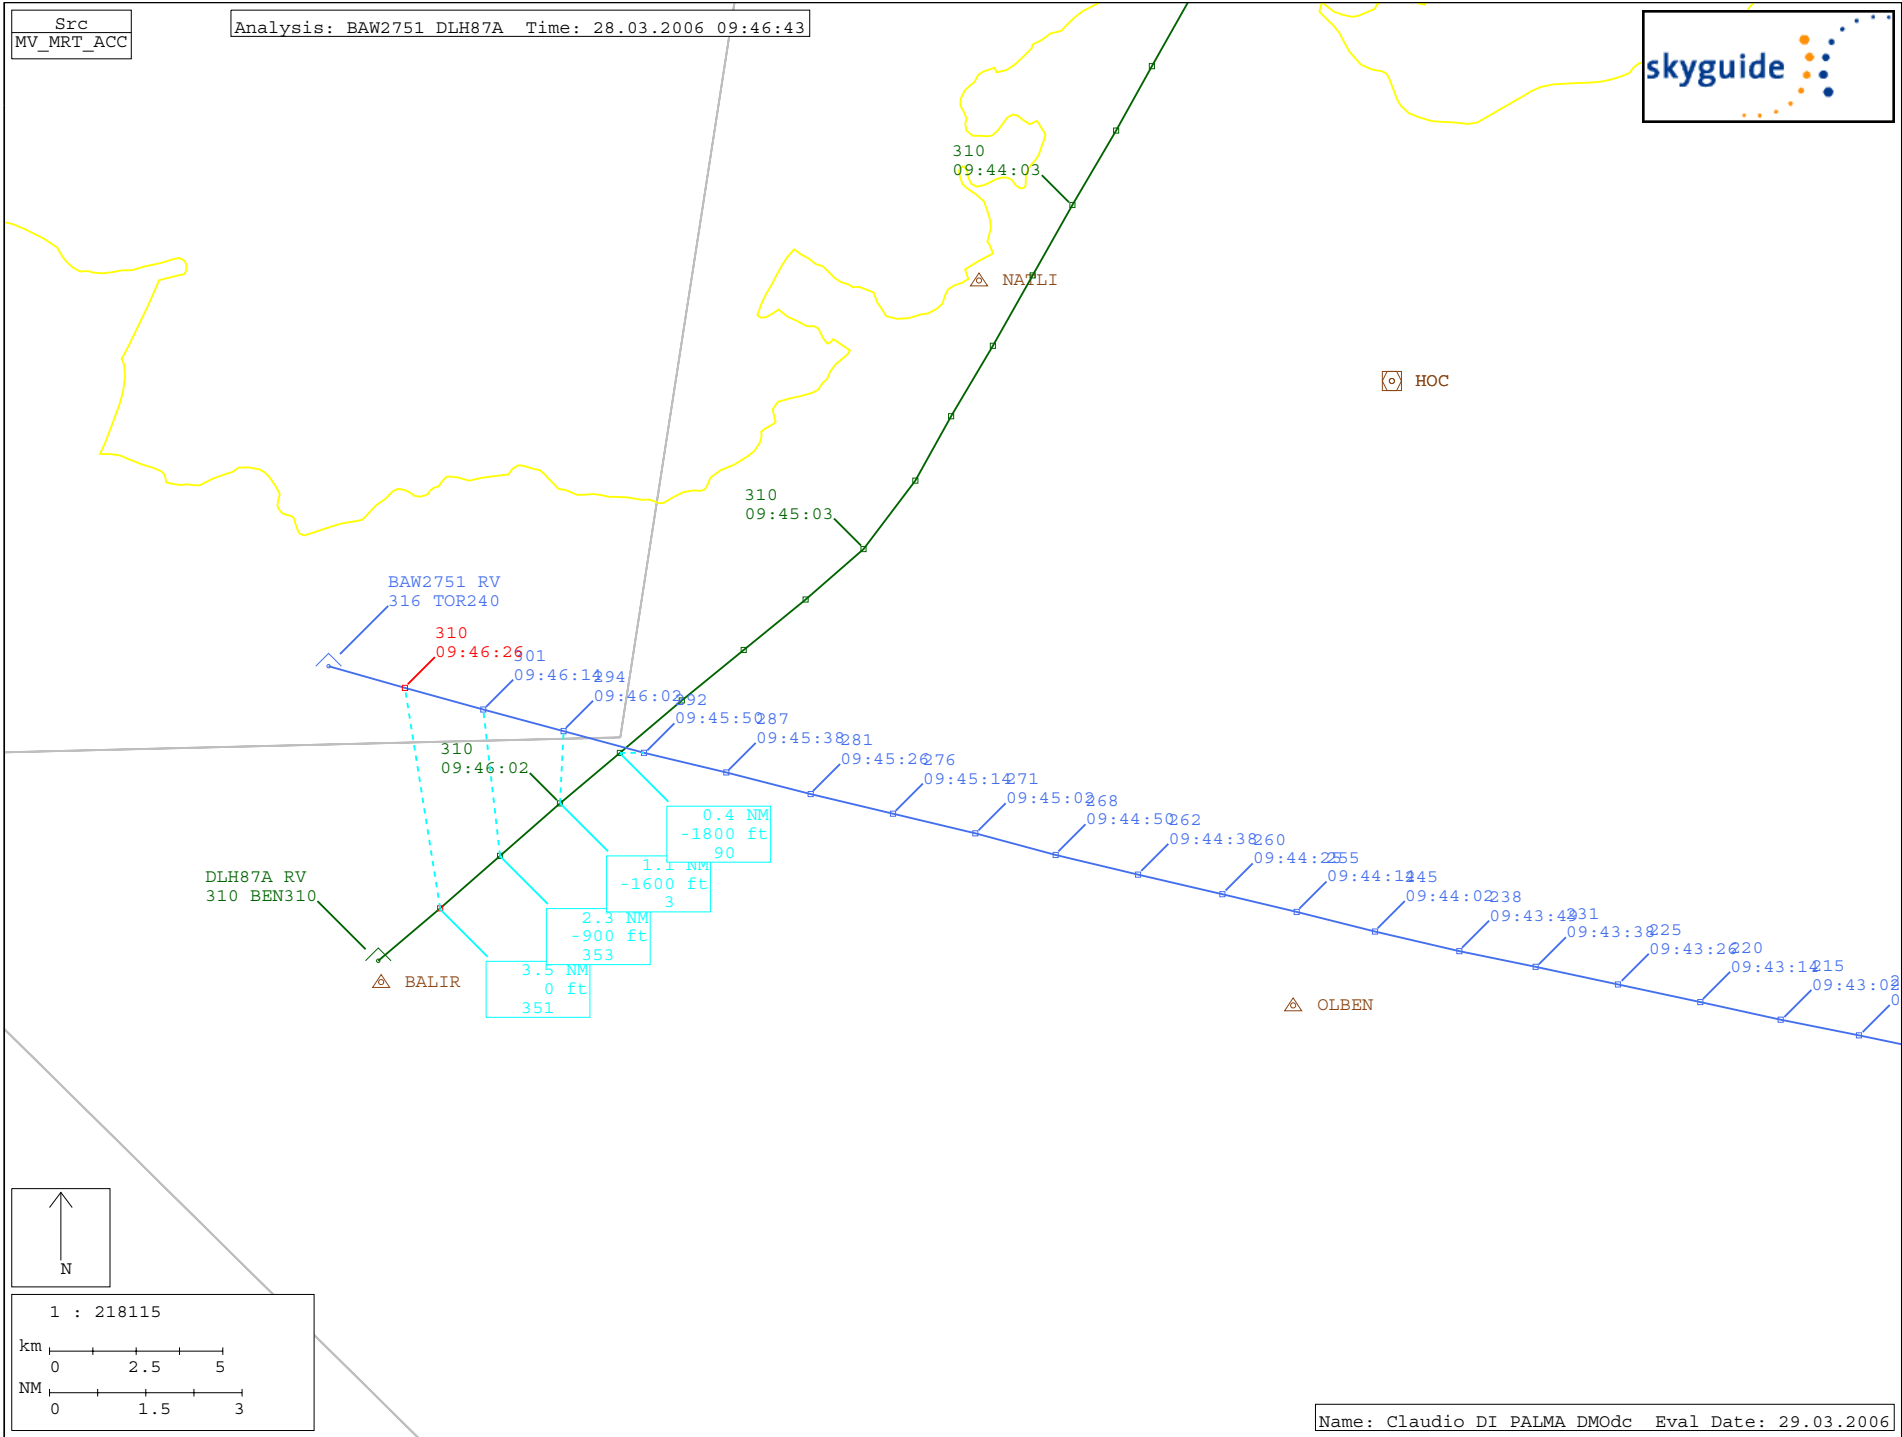 Src
MV_MRT_ACC
Analysis: BAW2751 DLH87A  Time: 28.03.2006 09:46:43
skyguide
310
09:44:03
NATLI
HOC
310
09:45:03
BAW2751 RV
316 TOR240
310
09:46:26
301
09:46:14
294
09:46:02
292
09:45:50
287
09:45:38
281
09:45:26
276
09:45:14
271
09:45:02
268
09:44:50
262
09:44:38
260
09:44:25
255
09:44:14
245
09:44:02
238
09:43:49
231
09:43:38
225
09:43:26
220
09:43:14
215
09:43:02
2
0
310
09:46:02
0.4 NM
-1800 ft
90
1.1 NM
-1600 ft
3
2.3 NM
-900 ft
353
3.5 NM
0 ft
351
DLH87A RV
310 BEN310
BALIR
OLBEN
N
1 : 218115
km
0 2.5 5
NM
0 1.5 3
Name: Claudio DI PALMA DMOdc  Eval Date: 29.03.2006